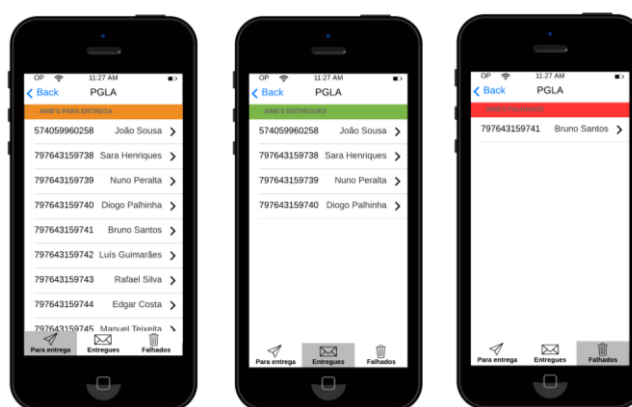 OP 11:27 AM
Back PGLA
AWB'S PARA ENTREGA
574059960258 João Sousa
797643159738 Sara Henriques
797643159739 Nuno Peralta
797643159740 Diogo Palhinha
797643159741 Bruno Santos
797643159742 Luís Guimarães
797643159743 Rafael Silva
797643159744 Edgar Costa
797643159745 Manuel Teixeita
Para entrega Entregues Falhados
OP 11:27 AM
Back PGLA
AWB'S ENTREGUES
574059960258 João Sousa
797643159738 Sara Henriques
797643159739 Nuno Peralta
797643159740 Diogo Palhinha
Para entrega Entregues Falhados
OP 11:27 AM
Back PGLA
797643159741 Bruno Santos
Para entrega Entregues Falhados